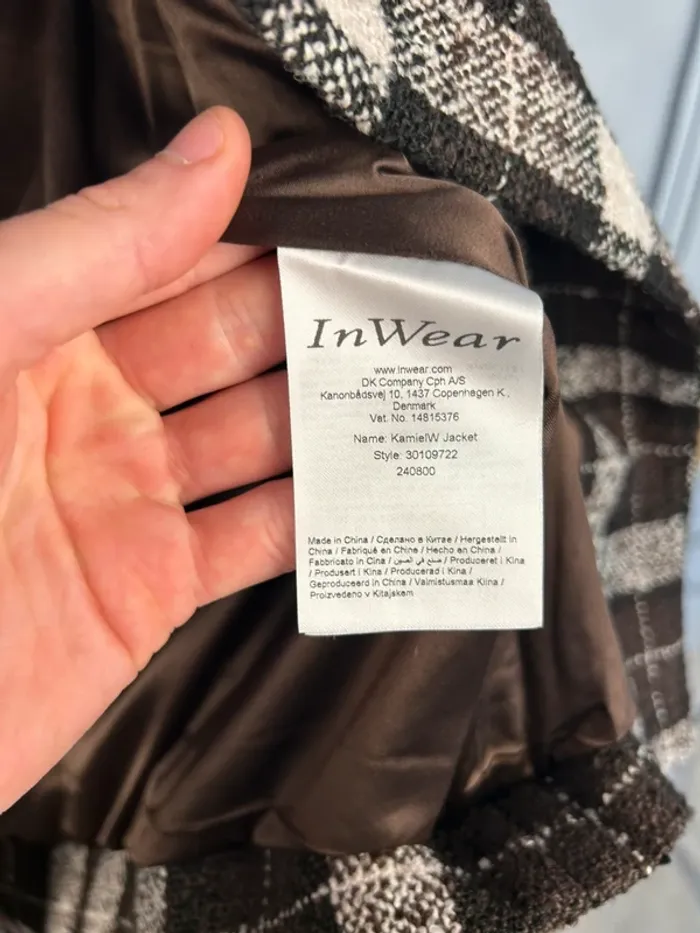 InWear
www.inwear.com
DK Company Cph A/S
Kanonbådsvej 10, 1437 Copenhagen K.,
Denmark
Vat. No. 14815376
Name: KamielW Jacket
Style: 30109722
240800
Made in China / Сделано в Китае / Hergestellt in
China / Fabriqué en Chine / Hecho en China /
Fabbricato in Cina / صنع في الصين / Produceret i Kina
/ Produsert i Kina / Producerad i Kina /
Geproduceerd in China / Valmistusmaa Kiina /
Proizvedeno v Kitajskem